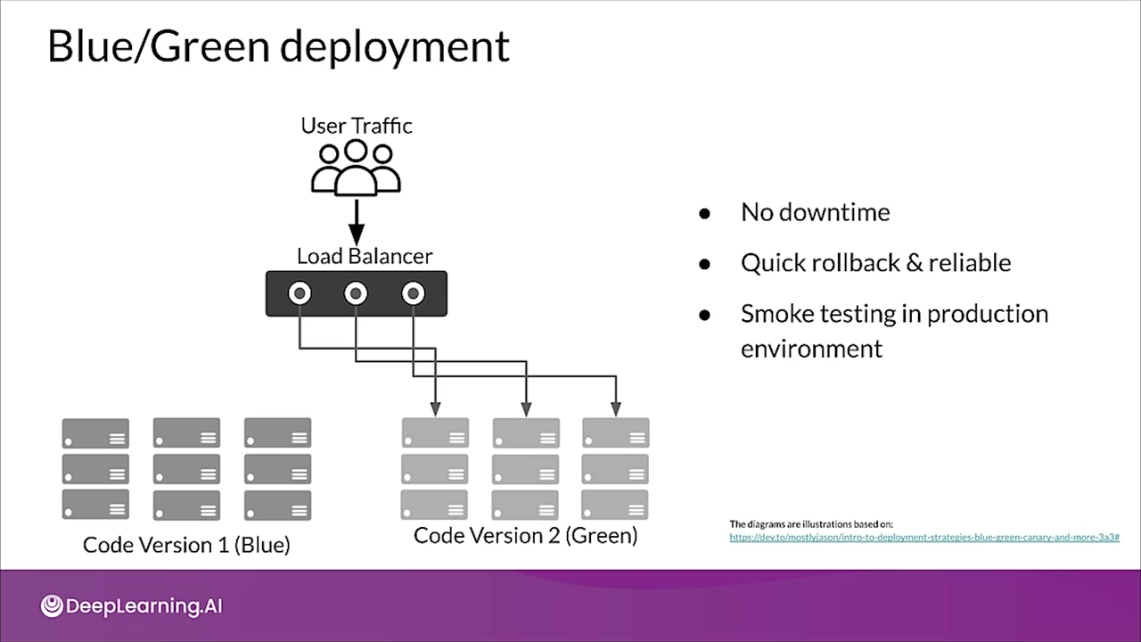 Blue/Green deployment
User Traffic
Load Balancer
Code Version 1 (Blue)
Code Version 2 (Green)
● No downtime
● Quick rollback & reliable
● Smoke testing in production
environment
The diagrams are illustrations based on:
https://dev.to/mostlyjason/intro-to-deployment-strategies-blue-green-canary-and-more-3a3#
DeepLearning.AI